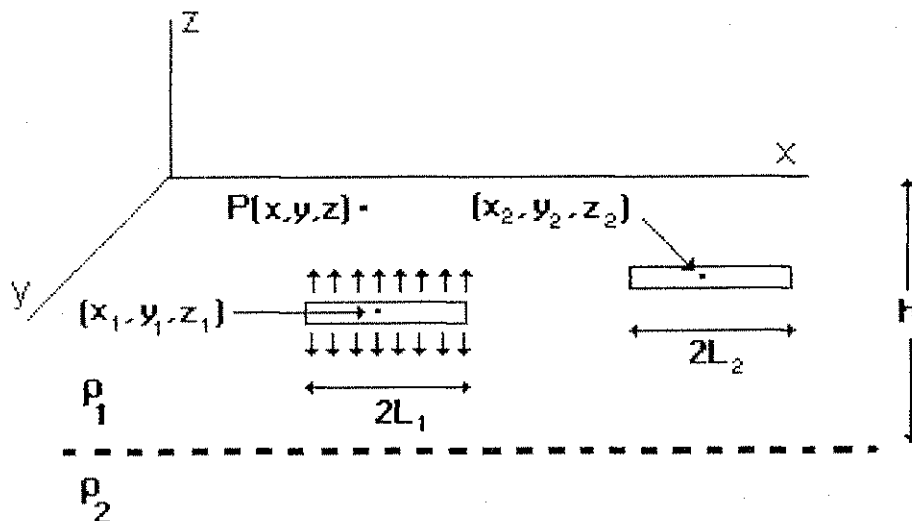 Z
X
P(x,y,z)
(x₂,y₂,z₂)
y
(x₁,y₁,z₁)
H
2L₂
2L₁
ρ₁
ρ₂